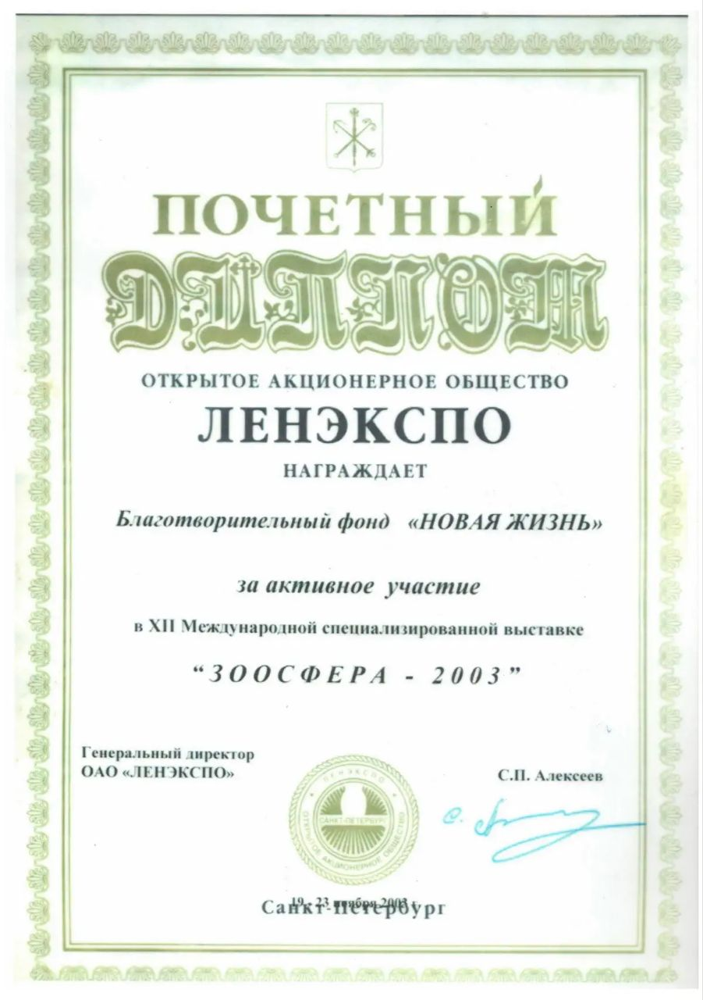 ПОЧЕТНЫЙ
ДИПЛОМ
ОТКРЫТОЕ АКЦИОНЕРНОЕ ОБЩЕСТВО
ЛЕНЭКСПО
НАГРАЖДАЕТ
Благотворительный фонд «НОВАЯ ЖИЗНЬ»
за активное участие
в XII Международной специализированной выставке
“ЗООСФЕРА - 2003”
Генеральный директор
ОАО «ЛЕНЭКСПО»
С.П. Алексеев
ЛЕНЭКСПО
САНКТ-ПЕТЕРБУРГ
ОТКРЫТОЕ АКЦИОНЕРНОЕ ОБЩЕСТВО
19 - 23 ноября 2003 г.
Санкт-Петербург